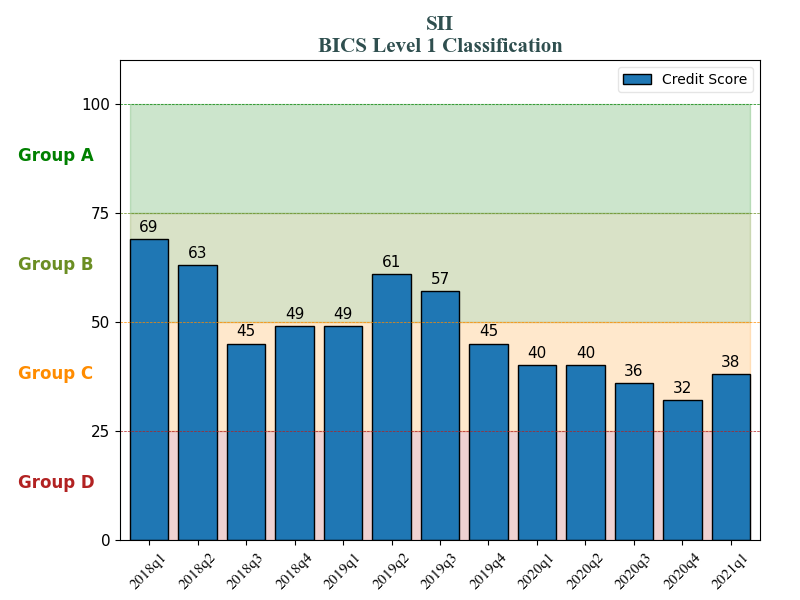 SII
BICS Level 1 Classification
Credit Score
100
Group A
75
69
63
Group B
61
57
50
45
49
49
45
40
40
36
32
38
Group C
25
Group D
0
2018q1
2018q2
2018q3
2018q4
2019q1
2019q2
2019q3
2019q4
2020q1
2020q2
2020q3
2020q4
2021q1